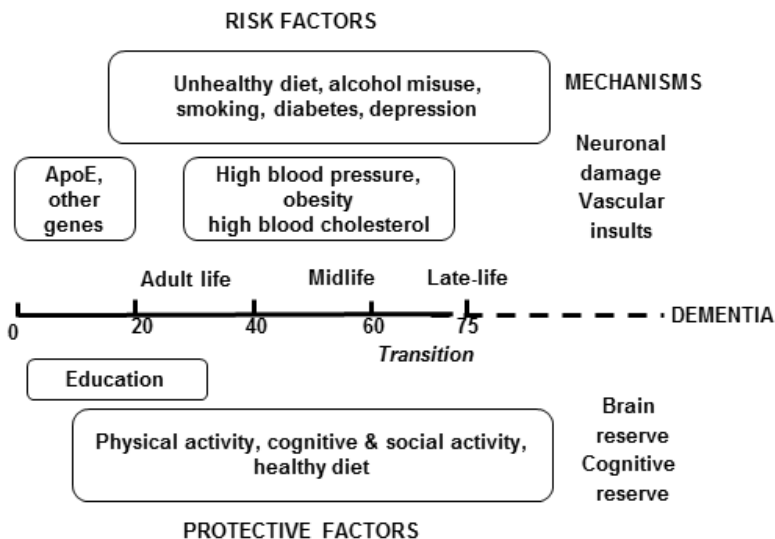 RISK FACTORS
Unhealthy diet, alcohol misuse,
smoking, diabetes, depression
MECHANISMS
Neuronal
damage
Vascular
insults
ApoE,
other
genes
High blood pressure,
obesity
high blood cholesterol
Adult life Midlife Late-life
0 20 40 60 75 DEMENTIA
Transition
Education
Physical activity, cognitive & social activity,
healthy diet
Brain
reserve
Cognitive
reserve
PROTECTIVE FACTORS